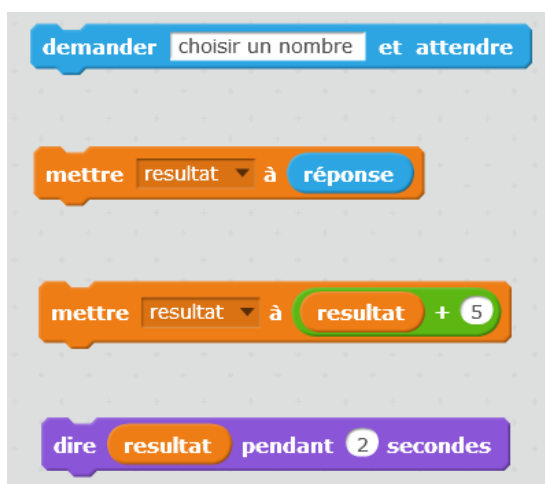 demander choisir un nombre et attendre
mettre resultat à réponse
mettre resultat à resultat + 5
dire resultat pendant 2 secondes